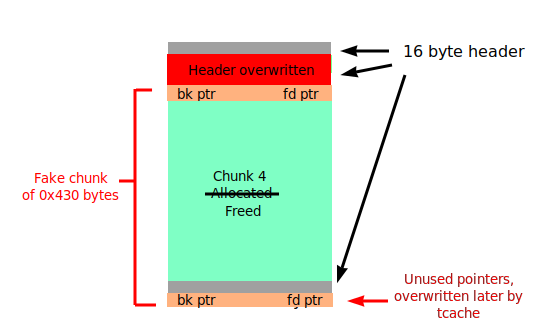 16 byte header
Header overwritten
bk ptr fd ptr
Fake chunk
of 0x430 bytes
Chunk 4
Allocated
Freed
bk ptr fd ptr
Unused pointers,
overwritten later by
tcache